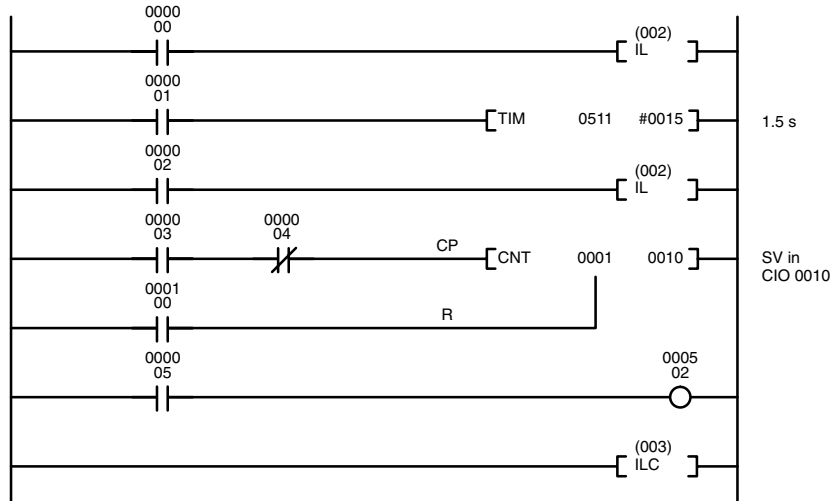 0000
00
(002)
IL
0000
01
TIM 0511 #0015
1.5 s
0000
02
(002)
IL
0000
03
0000
04
CP
CNT 0001 0010
SV in
CIO 0010
0001
00
R
0000
05
0005
02
(003)
ILC